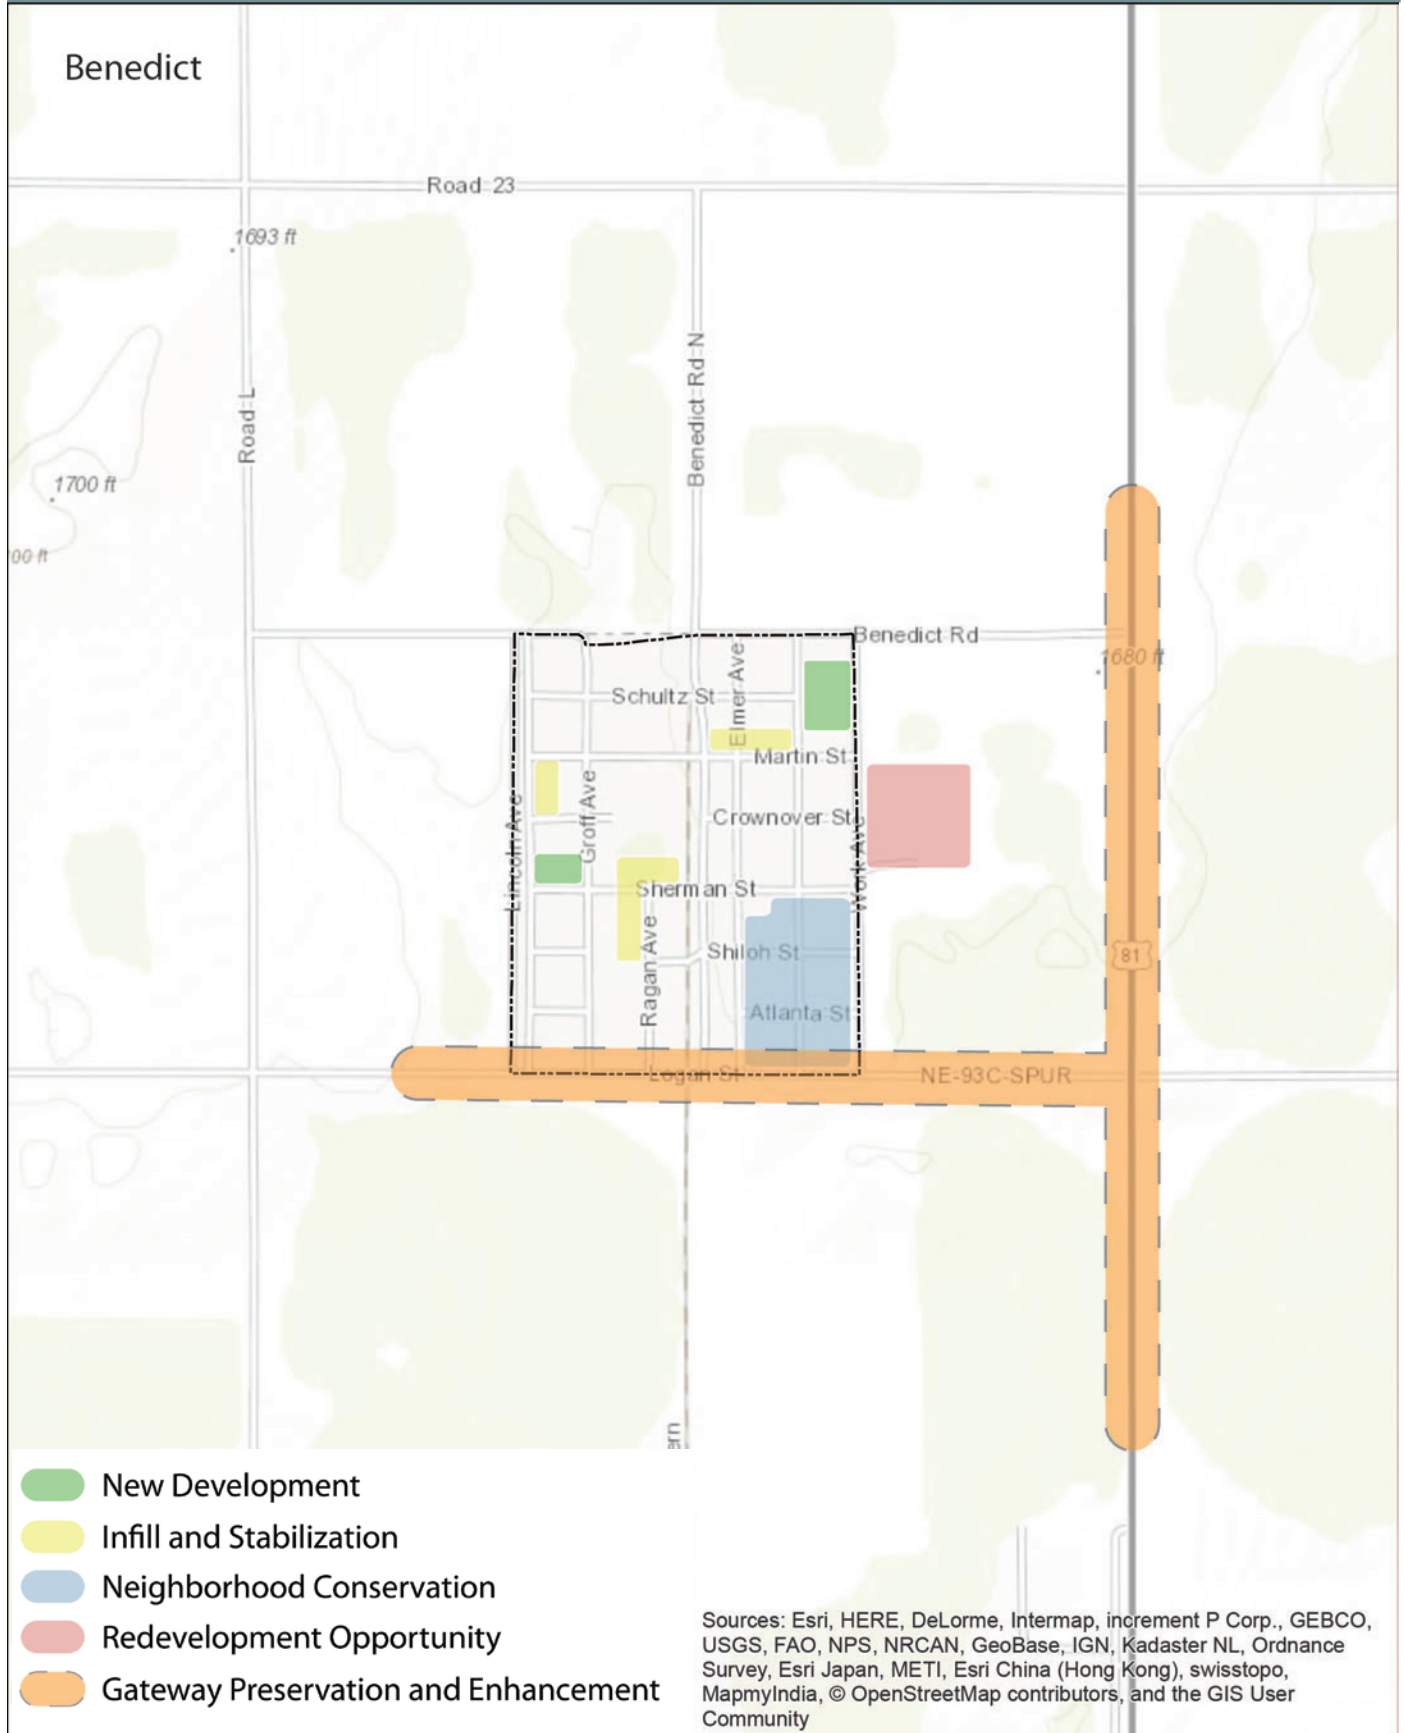 Benedict
Road 23
1693 ft
Road L
Benedict Rd N
1700 ft
00 ft
Benedict Rd
1680 ft
Schultz St
Elmer Ave
Martin St
Lincoln Ave
Groff Ave
Crownover St
Work Ave
Sherman St
Ragan Ave
Shiloh St
81
Atlanta St
Logan St
NE-93C-SPUR
ern
New Development
Infill and Stabilization
Neighborhood Conservation
Redevelopment Opportunity
Gateway Preservation and Enhancement
Sources: Esri, HERE, DeLorme, Intermap, increment P Corp., GEBCO,
USGS, FAO, NPS, NRCAN, GeoBase, IGN, Kadaster NL, Ordnance
Survey, Esri Japan, METI, Esri China (Hong Kong), swisstopo,
MapmyIndia, © OpenStreetMap contributors, and the GIS User
Community